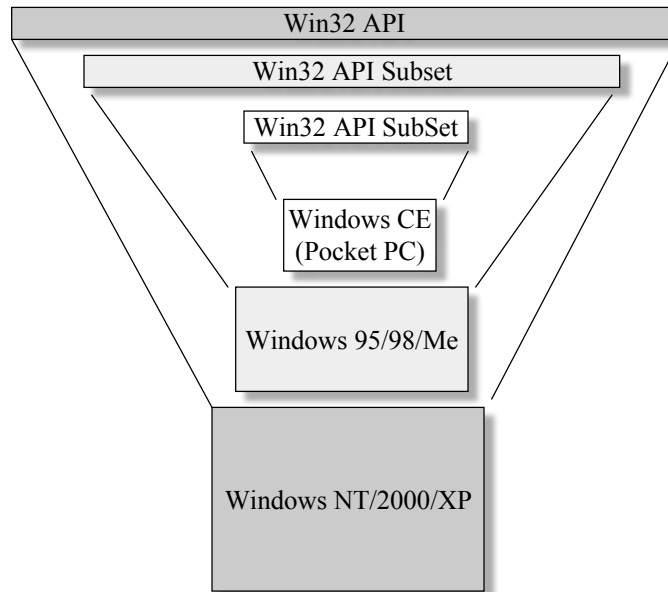 Win32 API
Win32 API Subset
Win32 API SubSet
Windows CE
(Pocket PC)
Windows 95/98/Me
Windows NT/2000/XP